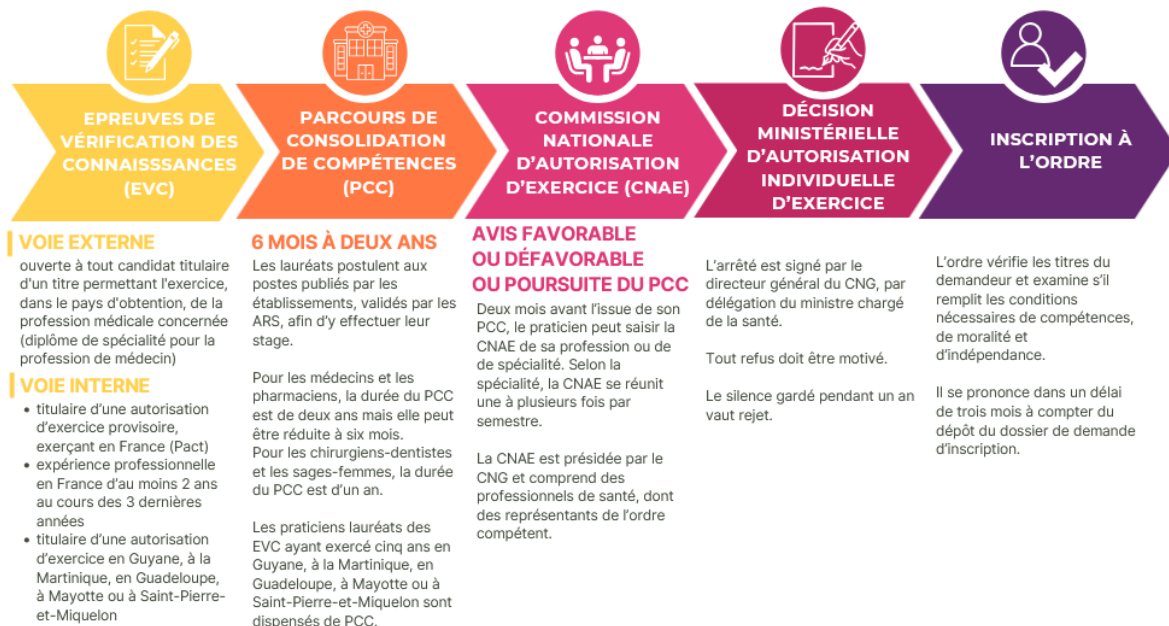 EPREUVES DE
VÉRIFICATION DES
CONNAISSSANCES
(EVC)
PARCOURS DE
CONSOLIDATION
DE COMPÉTENCES
(PCC)
COMMISSION
NATIONALE
D'AUTORISATION
D'EXERCICE (CNAE)
DÉCISION
MINISTÉRIELLE
D'AUTORISATION
INDIVIDUELLE
D'EXERCICE
INSCRIPTION À
L'ORDRE
VOIE EXTERNE
ouverte à tout candidat titulaire
d'un titre permettant l'exercice,
dans le pays d'obtention, de la
profession médicale concernée
(diplôme de spécialité pour la
profession de médecin)
VOIE INTERNE
• titulaire d'une autorisation
d'exercice provisoire,
exerçant en France (Pact)
• expérience professionnelle
en France d'au moins 2 ans
au cours des 3 dernières
années
• titulaire d'une autorisation
d'exercice en Guyane, à la
Martinique, en Guadeloupe,
à Mayotte ou à Saint-Pierre-
et-Miquelon
6 MOIS À DEUX ANS
Les lauréats postulent aux
postes publiés par les
établissements, validés par les
ARS, afin d'y effectuer leur
stage.
Pour les médecins et les
pharmaciens, la durée du PCC
est de deux ans mais elle peut
être réduite à six mois.
Pour les chirurgiens-dentistes
et les sages-femmes, la durée
du PCC est d'un an.
Les praticiens lauréats des
EVC ayant exercé cinq ans en
Guyane, à la Martinique, en
Guadeloupe, à Mayotte ou à
Saint-Pierre-et-Miquelon sont
dispensés de PCC.
AVIS FAVORABLE
OU DÉFAVORABLE
OU POURSUITE DU PCC
Deux mois avant l'issue de son
PCC, le praticien peut saisir la
CNAE de sa profession ou de
de spécialité. Selon la
spécialité, la CNAE se réunit
une à plusieurs fois par
semestre.
La CNAE est présidée par le
CNG et comprend des
professionnels de santé, dont
des représentants de l'ordre
compétent.
L'arrêté est signé par le
directeur général du CNG, par
délégation du ministre chargé
de la santé.
Tout refus doit être motivé.
Le silence gardé pendant un an
vaut rejet.
L'ordre vérifie les titres du
demandeur et examine s'il
remplit les conditions
nécessaires de compétences,
de moralité et
d'indépendance.
Il se prononce dans un délai
de trois mois à compter du
dépôt du dossier de demande
d'inscription.